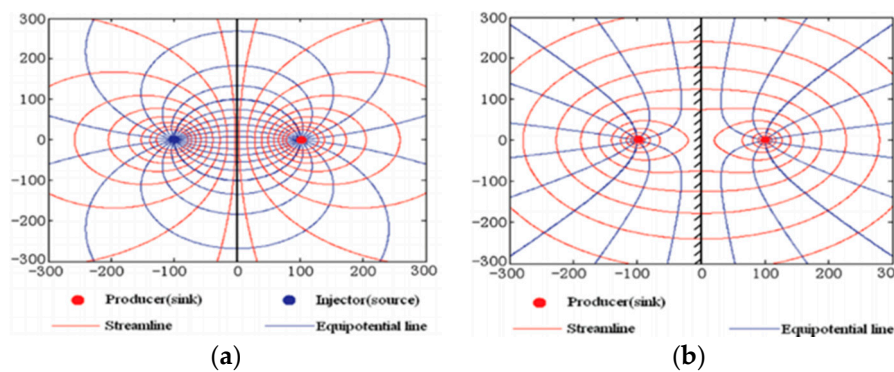 300
200
100
0
−100
−200
−300
−300 −200 −100 0 100 200 300
Producer(sink) Injector(source)
Streamline Equipotential line
(a)
300
200
100
0
−100
−200
−300
−300 −200 −100 0 100 200 300
Producer(sink)
Streamline Equipotential line
(b)